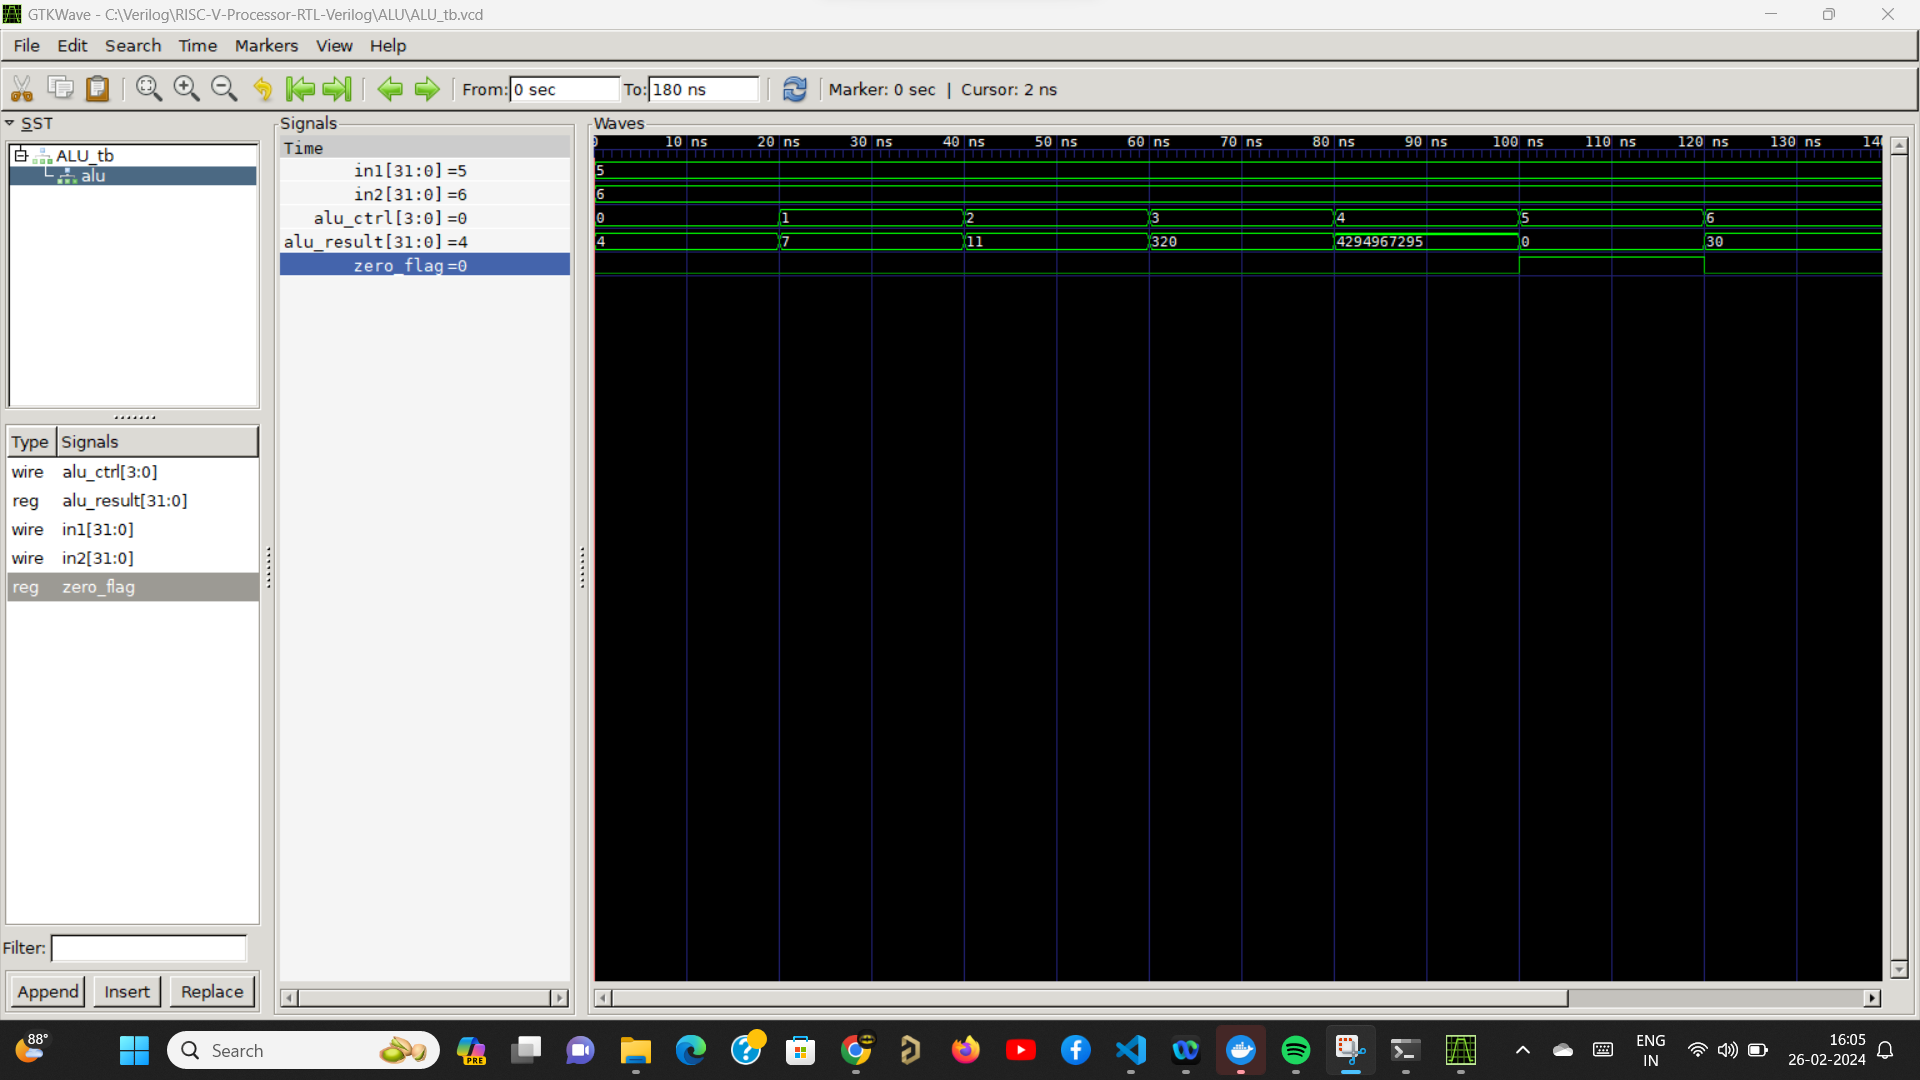 GTKWave - C:\Verilog\RISC-V-Processor-RTL-Verilog\ALU\ALU_tb.vcd
File Edit Search Time Markers View Help
From: 0 sec To: 180 ns Marker: 0 sec | Cursor: 2 ns
SST
ALU_tb
alu
Type Signals
wire alu_ctrl[3:0]
reg alu_result[31:0]
wire in1[31:0]
wire in2[31:0]
reg zero_flag
Filter:
Append Insert Replace
Signals
Time
in1[31:0] =5
in2[31:0] =6
alu_ctrl[3:0] =0
alu_result[31:0] =4
zero_flag =0
Waves
0 10 ns 20 ns 30 ns 40 ns 50 ns 60 ns 70 ns 80 ns 90 ns 100 ns 110 ns 120 ns 130 ns
5
6
0 1 2 3 4 5 6
4 7 11 320 4294967295 0 30
88°
Search
PRE
ENG
IN
16:05
26-02-2024